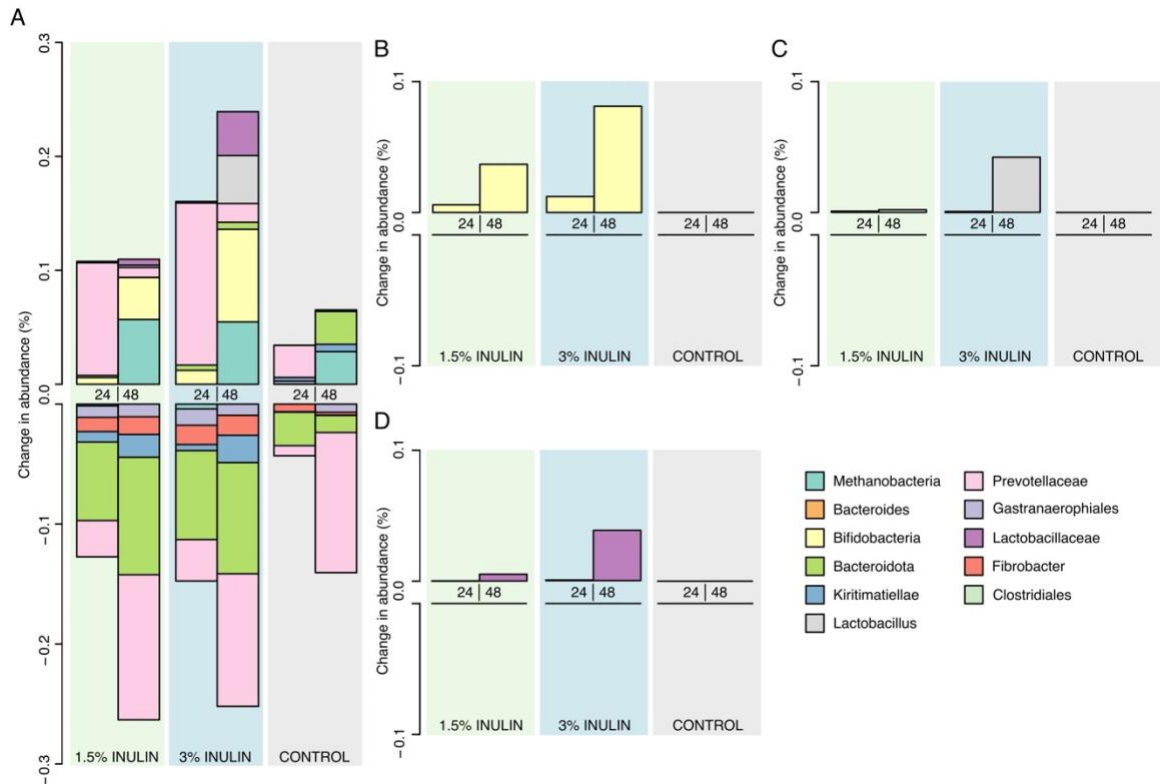 A
0.3
0.2
0.1
0.0
−0.1
−0.2
−0.3
Change in abundance (%)
24 | 48
24 | 48
24 | 48
1.5% INULIN
3% INULIN
CONTROL
B
0.1
0.0
−0.1
Change in abundance (%)
24 | 48
24 | 48
24 | 48
1.5% INULIN
3% INULIN
CONTROL
C
0.1
0.0
−0.1
Change in abundance (%)
24 | 48
24 | 48
24 | 48
1.5% INULIN
3% INULIN
CONTROL
D
0.1
0.0
−0.1
Change in abundance (%)
24 | 48
24 | 48
24 | 48
1.5% INULIN
3% INULIN
CONTROL
Methanobacteria
Bacteroides
Bifidobacteria
Bacteroidota
Kiritimatiellae
Lactobacillus
Prevotellaceae
Gastranaerophiales
Lactobacillaceae
Fibrobacter
Clostridiales